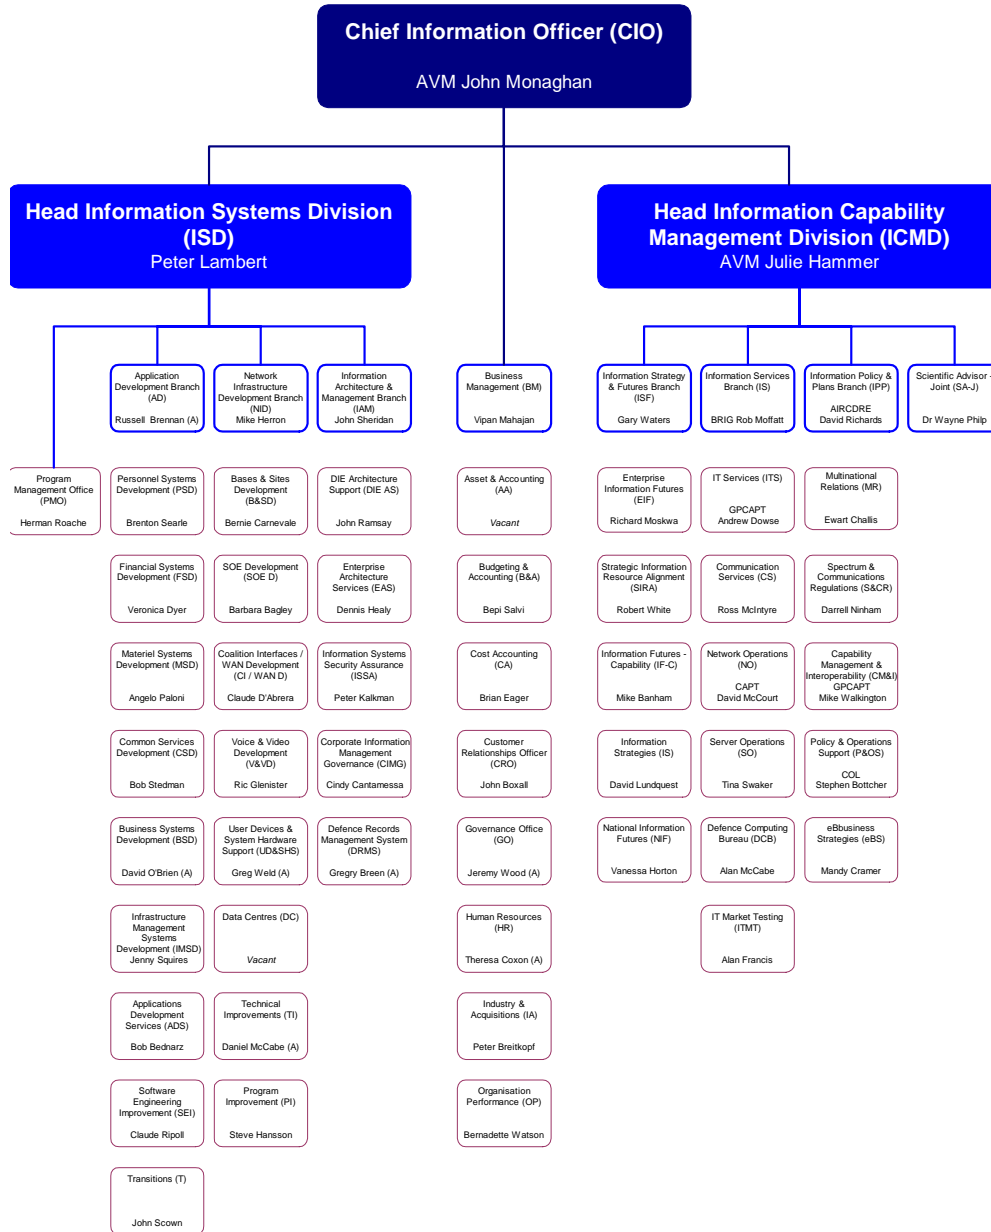 Chief Information Officer (CIO)
AVM John Monaghan
Head Information Systems Division
(ISD)
Peter Lambert
Head Information Capability
Management Division (ICMD)
AVM Julie Hammer
Application
Development Branch
(AD)
Russell Brennan (A)
Network
Infrastructure
Development Branch
(NID)
Mike Herron
Information
Architecture &
Management Branch
(IAM)
John Sheridan
Business
Management (BM)
Vipan Mahajan
Information Strategy
& Futures Branch
(ISF)
Gary Waters
Information Services
Branch (IS)
BRIG Rob Moffatt
Information Policy &
Plans Branch (IPP)
AIRCDRE
David Richards
Scientific Advisor -
Joint (SA-J)
Dr Wayne Philp
Program
Management Office
(PMO)
Herman Roache
Personnel Systems
Development (PSD)
Brenton Searle
Bases & Sites
Development
(B&SD)
Bernie Carnevale
DIE Architecture
Support (DIE AS)
John Ramsay
Asset & Accounting
(AA)
Vacant
Enterprise
Information Futures
(EIF)
Richard Moskwa
IT Services (ITS)
GPCAPT
Andrew Dowse
Multinational
Relations (MR)
Ewart Challis
Financial Systems
Development (FSD)
Veronica Dyer
SOE Development
(SOE D)
Barbara Bagley
Enterprise
Architecture
Services (EAS)
Dennis Healy
Budgeting &
Accounting (B&A)
Bepi Salvi
Strategic Information
Resource Alignment
(SIRA)
Robert White
Communication
Services (CS)
Ross McIntyre
Spectrum &
Communications
Regulations (S&CR)
Darrell Ninham
Materiel Systems
Development (MSD)
Angelo Paloni
Coalition Interfaces /
WAN Development
(CI / WAN D)
Claude D'Abrera
Information Systems
Security Assurance
(ISSA)
Peter Kalkman
Cost Accounting
(CA)
Brian Eager
Information Futures -
Capability (IF-C)
Mike Banham
Network Operations
(NO)
CAPT
David McCourt
Capability
Management &
Interoperability (CM&I)
GPCAPT
Mike Walkington
Common Services
Development (CSD)
Bob Stedman
Voice & Video
Development
(V&VD)
Ric Glenister
Corporate Information
Management
Governance (CIMG)
Cindy Cantamessa
Customer
Relationships Officer
(CRO)
John Boxall
Information
Strategies (IS)
David Lundquest
Server Operations
(SO)
Tina Swaker
Policy & Operations
Support (P&OS)
COL
Stephen Bottcher
Business Systems
Development (BSD)
David O'Brien (A)
User Devices &
System Hardware
Support (UD&SHS)
Greg Weld (A)
Defence Records
Management System
(DRMS)
Gregry Breen (A)
Governance Office
(GO)
Jeremy Wood (A)
National Information
Futures (NIF)
Vanessa Horton
Defence Computing
Bureau (DCB)
Alan McCabe
eBbusiness
Strategies (eBS)
Mandy Cramer
Infrastructure
Management
Systems
Development (IMSD)
Jenny Squires
Data Centres (DC)
Vacant
Human Resources
(HR)
Theresa Coxon (A)
IT Market Testing
(ITMT)
Alan Francis
Applications
Development
Services (ADS)
Bob Bednarz
Technical
Improvements (TI)
Daniel McCabe (A)
Industry &
Acquisitions (IA)
Peter Breitkopf
Software
Engineering
Improvement (SEI)
Claude Ripoll
Program
Improvement (PI)
Steve Hansson
Organisation
Performance (OP)
Bernadette Watson
Transitions (T)
John Scown